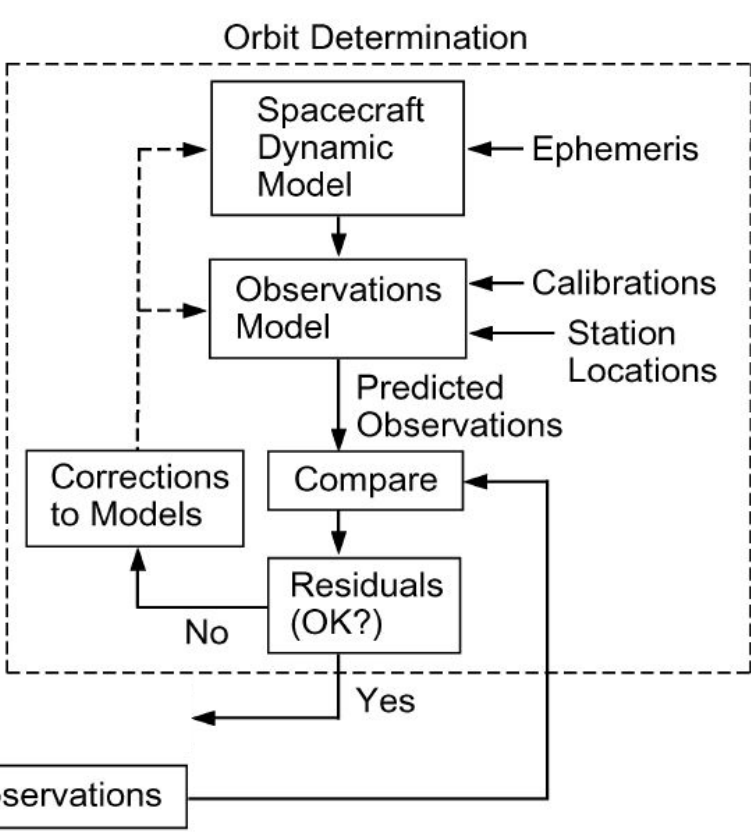 Orbit Determination
Spacecraft
Dynamic
Model
Ephemeris
Observations
Model
Calibrations
Station
Locations
Predicted
Observations
Corrections
to Models
Compare
Residuals
(OK?)
No
Yes